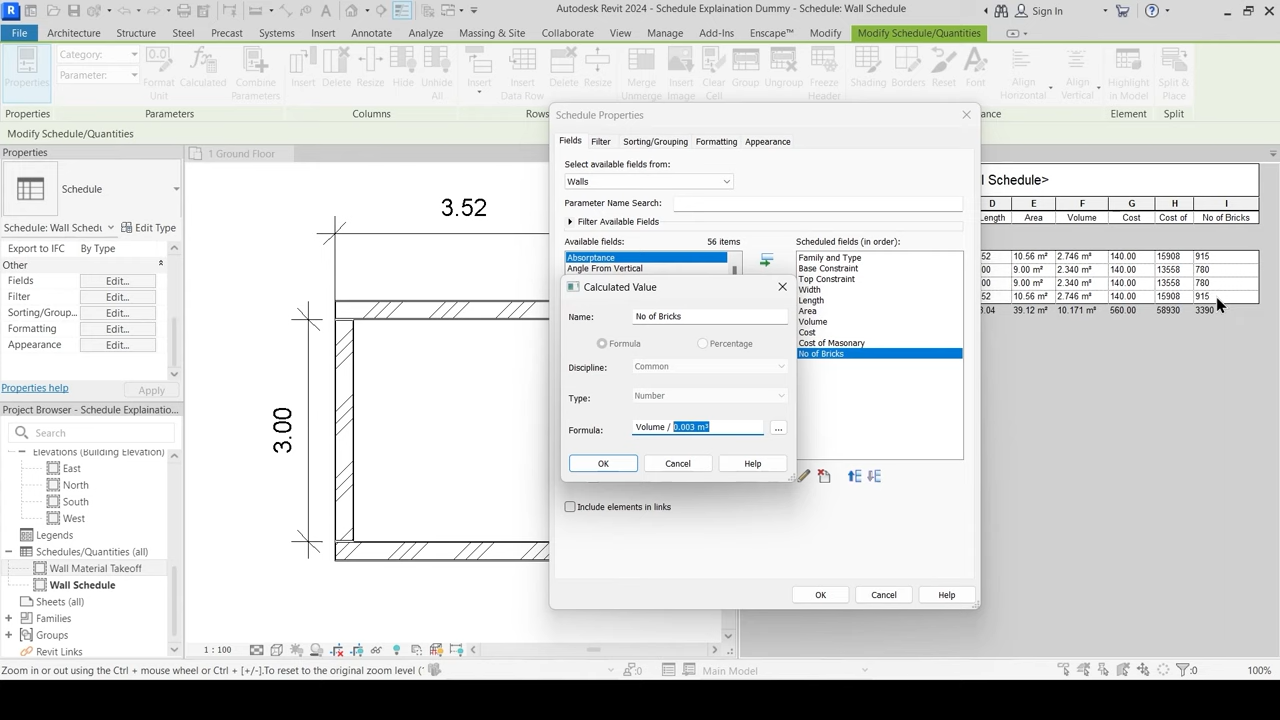 Autodesk Revit 2024 - Schedule Explaination Dummy - Schedule: Wall Schedule
Sign In
File Architecture Structure Steel Precast Systems Insert Annotate Analyze Massing & Site Collaborate View Manage Add-Ins Enscape™ Modify Modify Schedule/Quantities
Properties
Category:
Parameter:
Format Unit
Calculated
Combine Parameters
Insert
Delete
Resize
Hide
Unhide All
Insert
Insert Data Row
Delete
Resize
Merge Unmerge
Insert Image
Clear Cell
Group
Ungroup
Freeze Header
Shading
Borders
Reset
Font
Align Horizontal
Align Vertical
Highlight in Model
Split & Place
Properties Parameters Columns Rows Element Split
Modify Schedule/Quantities
Properties
Schedule
Schedule: Wall Schedul
Edit Type
Export to IFC By Type
Other
Fields Edit...
Filter Edit...
Sorting/Group... Edit...
Formatting Edit...
Appearance Edit...
Properties help Apply
Project Browser - Schedule Explainatio...
Search
Elevations (Building Elevation)
East
North
South
West
Legends
Schedules/Quantities (all)
Wall Material Takeoff
Wall Schedule
Sheets (all)
Families
Groups
Revit Links
1 Ground Floor
3.52
3.00
1 : 100
Schedule Properties
Fields Filter Sorting/Grouping Formatting Appearance
Select available fields from:
Walls
Parameter Name Search:
Filter Available Fields
Available fields: 56 items
Absorptance
Angle From Vertical
Scheduled fields (in order):
Family and Type
Base Constraint
Top Constraint
Width
Length
Area
Volume
Cost
Cost of Masonary
No of Bricks
Calculated Value
Name: No of Bricks
Formula Percentage
Discipline: Common
Type: Number
Formula: Volume / 0.003 m³ ...
OK Cancel Help
Include elements in links
OK Cancel Help
l Schedule>
D E F G H I
ength Area Volume Cost Cost of No of Bricks
52 10.56 m² 2.746 m³ 140.00 15908 915
00 9.00 m² 2.340 m³ 140.00 13558 780
00 9.00 m² 2.340 m³ 140.00 13558 780
52 10.56 m² 2.746 m³ 140.00 15908 915
3.04 39.12 m² 10.171 m³ 560.00 58930 3390
Zoom in or out using the Ctrl + mouse wheel or Ctrl + [+/-].To reset to the original zoom level ('
:0
Main Model
:0
100%